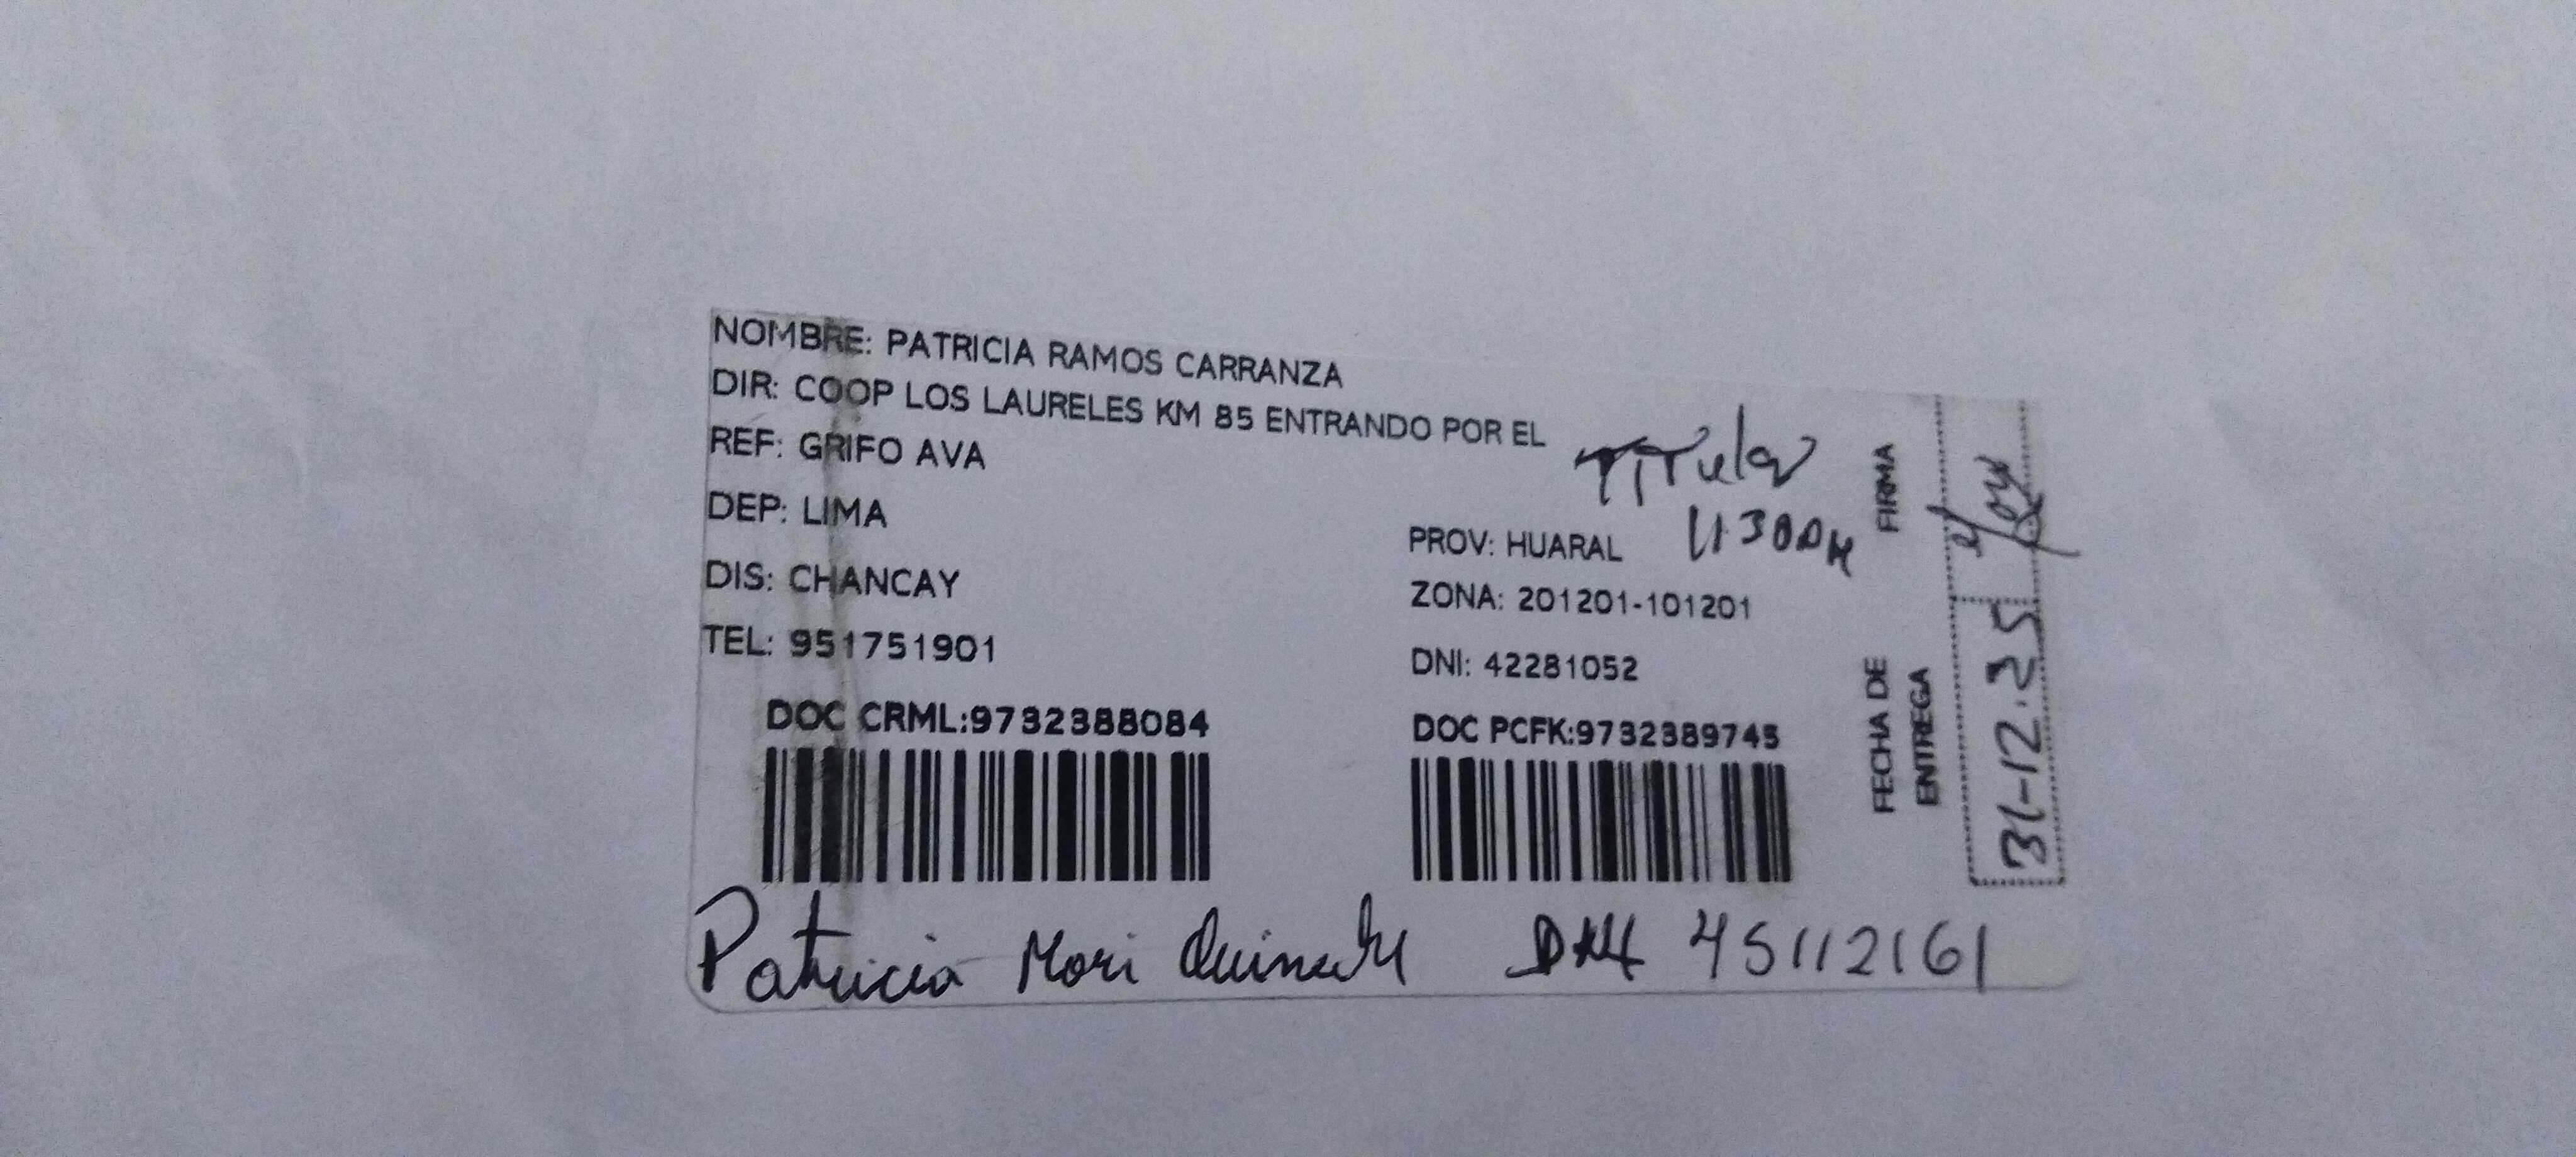 NOMBRE: PATRICIA RAMOS CARRANZA
DIR: COOP LOS LAURELES KM 85 ENTRANDO POR EL
REF: GRIFO AVA
Titular
DEP: LIMA
PROV: HUARAL
DIS: CHANCAY
ZONA: 201201-101201
TEL: 951751901
DNI: 42281052
DOC CRML:9732388084
DOC PCFK:9732389745
FIRMA
FECHA DE
ENTREGA
31-12.25
Patricia Mori
DNI 45112161